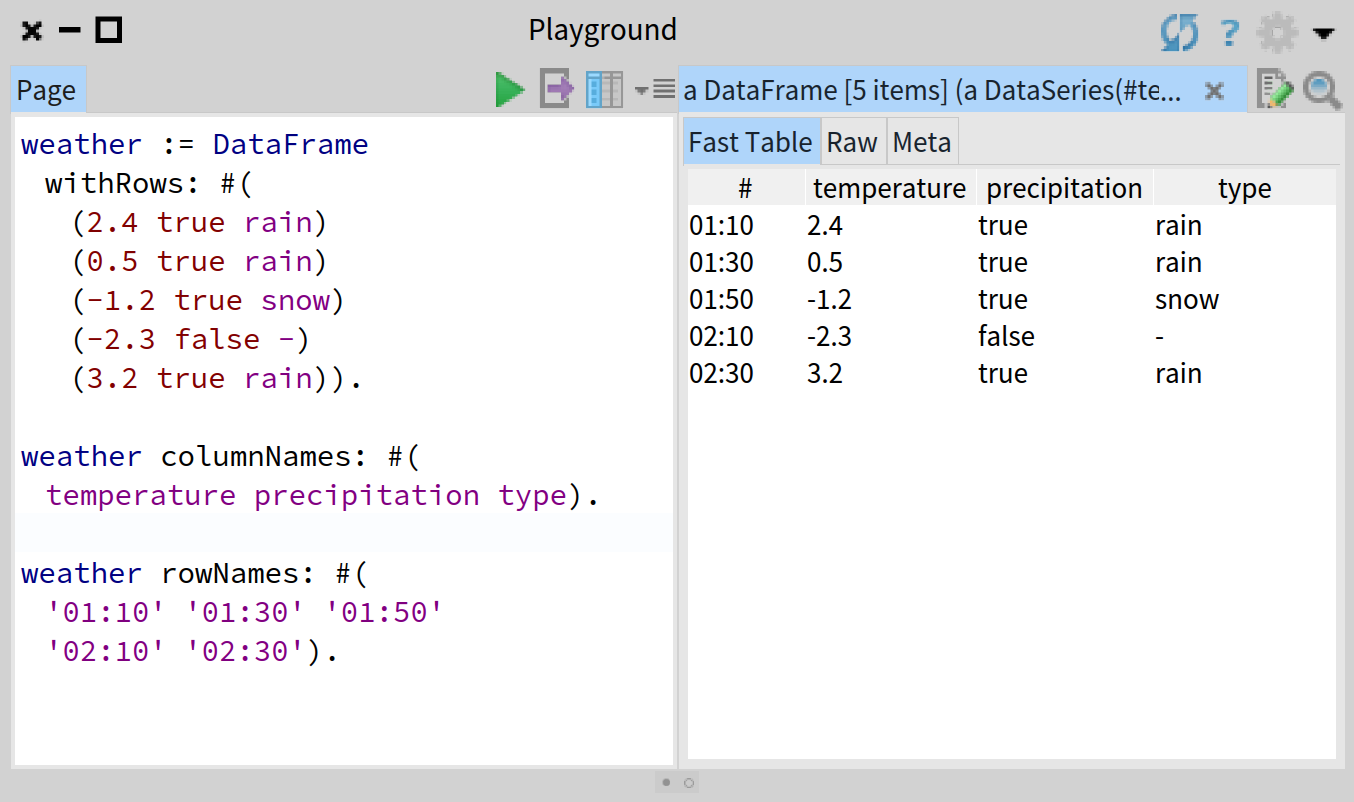 Playground
?
Page
a DataFrame [5 items] (a DataSeries(#te...
weather := DataFrame
withRows: #(
(2.4 true rain)
(0.5 true rain)
(-1.2 true snow)
(-2.3 false -)
(3.2 true rain)).
weather columnNames: #(
temperature precipitation type).
weather rowNames: #(
'01:10' '01:30' '01:50'
'02:10' '02:30').
Fast Table Raw Meta
# temperature precipitation type
01:10 2.4 true rain
01:30 0.5 true rain
01:50 -1.2 true snow
02:10 -2.3 false -
02:30 3.2 true rain